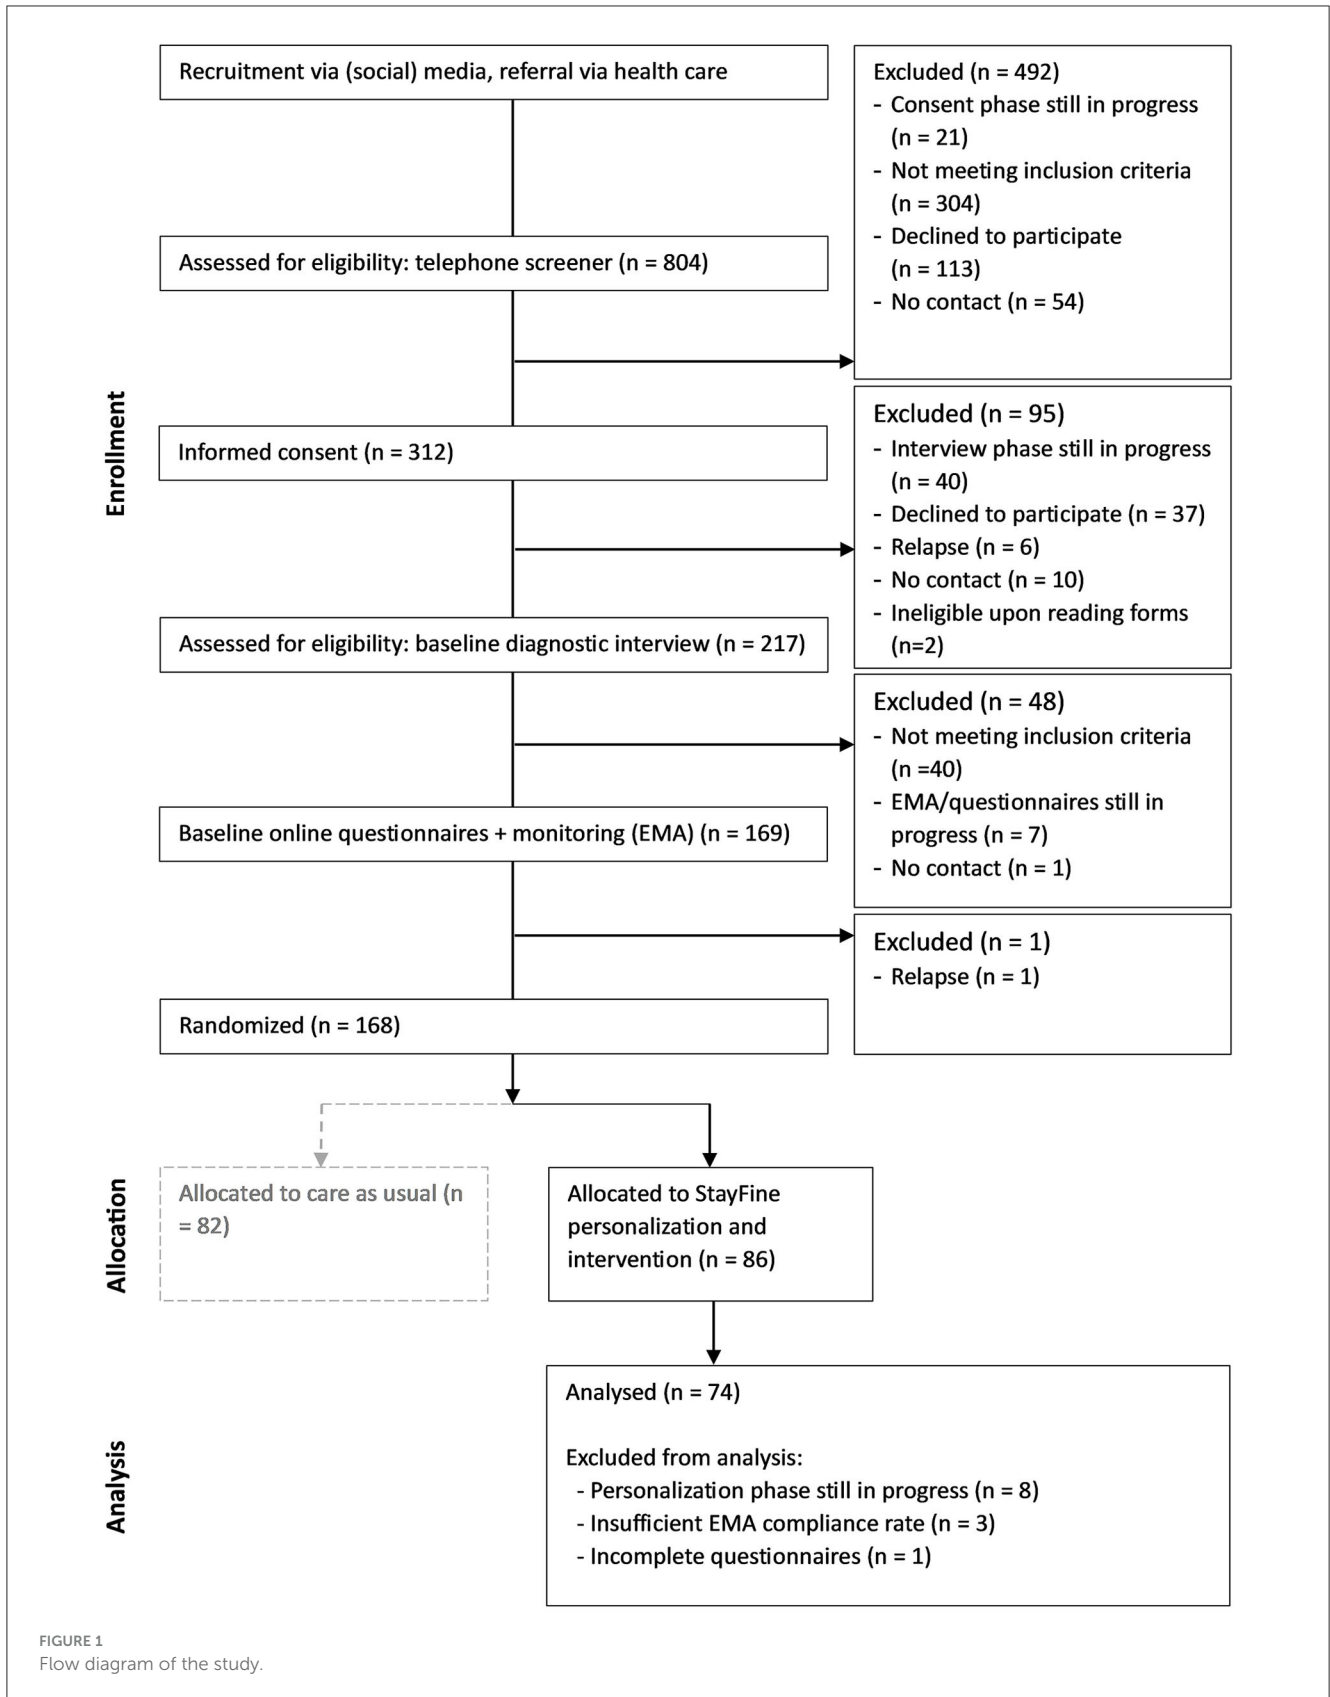 Recruitment via (social) media, referral via health care
Excluded (n = 492)
- Consent phase still in progress
(n = 21)
- Not meeting inclusion criteria
(n = 304)
- Declined to participate
(n = 113)
- No contact (n = 54)
Assessed for eligibility: telephone screener (n = 804)
Enrollment
Excluded (n = 95)
- Interview phase still in progress
(n = 40)
- Declined to participate (n = 37)
- Relapse (n = 6)
- No contact (n = 10)
- Ineligible upon reading forms
(n=2)
Informed consent (n = 312)
Assessed for eligibility: baseline diagnostic interview (n = 217)
Excluded (n = 48)
- Not meeting inclusion criteria
(n =40)
- EMA/questionnaires still in
progress (n = 7)
- No contact (n = 1)
Baseline online questionnaires + monitoring (EMA) (n = 169)
Excluded (n = 1)
- Relapse (n = 1)
Randomized (n = 168)
Allocation
Allocated to care as usual (n
= 82)
Allocated to StayFine
personalization and
intervention (n = 86)
Analysis
Analysed (n = 74)
Excluded from analysis:
- Personalization phase still in progress (n = 8)
- Insufficient EMA compliance rate (n = 3)
- Incomplete questionnaires (n = 1)
FIGURE 1
Flow diagram of the study.